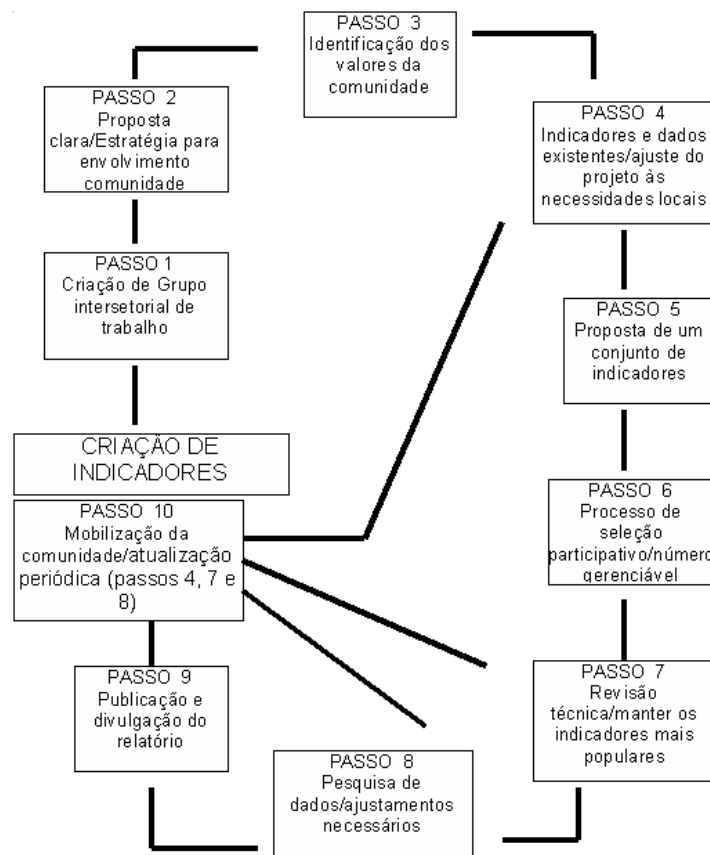 CRIAÇÃO DE
INDICADORES
PASSO 1
Criação de Grupo
intersetorial de
trabalho
PASSO 2
Proposta
clara/Estratégia para
envolvimento
comunidade
PASSO 3
Identificação dos
valores da
comunidade
PASSO 4
Indicadores e dados
existentes/ajuste do
projeto às
necessidades locais
PASSO 5
Proposta de um
conjunto de
indicadores
PASSO 6
Processo de
seleção
participativo/número
gerenciável
PASSO 7
Revisão
técnica/manter os
indicadores mais
populares
PASSO 8
Pesquisa de
dados/ajustamentos
necessários
PASSO 9
Publicação e
divulgação do
relatório
PASSO 10
Mobilização da
comunidade/atualização
periódica (passos 4, 7 e
8)